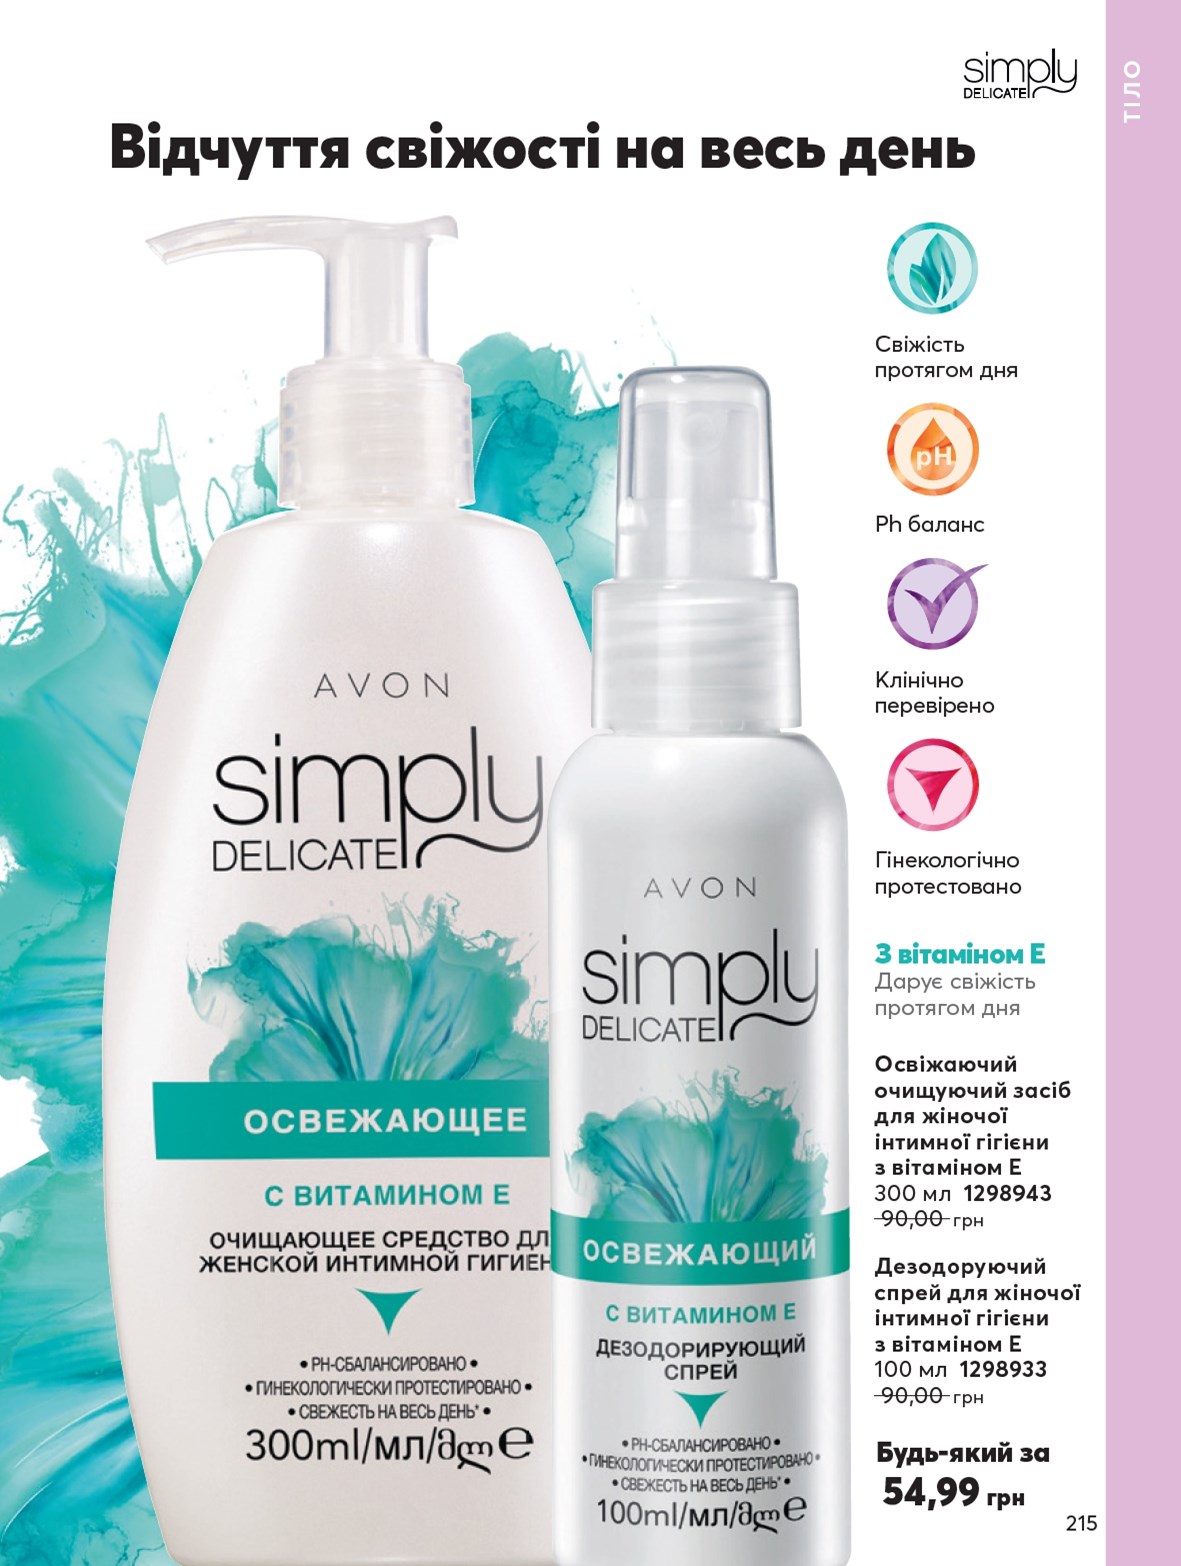 simply
DELICATE
ТІЛО
Відчуття свіжості на весь день
Свіжість
протягом дня
pH
Ph баланс
Клінічно
перевірено
Гінекологічно
протестовано
З вітаміном Е
Дарує свіжість
протягом дня
Освіжаючий
очищуючий засіб
для жіночої
інтимної гігієни
з вітаміном Е
300 мл 1298943
90,00 грн
Дезодоруючий
спрей для жіночої
інтимної гігієни
з вітаміном Е
100 мл 1298933
90,00 грн
Будь-який за
54,99 грн
215
AVON
simply
DELICATE
ОСВЕЖАЮЩЕЕ
С ВИТАМИНОМ Е
ОЧИЩАЮЩЕЕ СРЕДСТВО ДЛ
ЖЕНСКОЙ ИНТИМНОЙ ГИГИЕН
• PH-СБАЛАНСИРОВАНО •
• ГИНЕКОЛОГИЧЕСКИ ПРОТЕСТИРОВАНО •
• СВЕЖЕСТЬ НА ВЕСЬ ДЕНЬ* •
300ml/мл/მლ e
AVON
simply
DELICATE
ОСВЕЖАЮЩИЙ
С ВИТАМИНОМ Е
ДЕЗОДОРИРУЮЩИЙ
СПРЕЙ
• PH-СБАЛАНСИРОВАНО •
• ГИНЕКОЛОГИЧЕСКИ ПРОТЕСТИРОВАНО •
• СВЕЖЕСТЬ НА ВЕСЬ ДЕНЬ* •
100ml/мл/მლ e